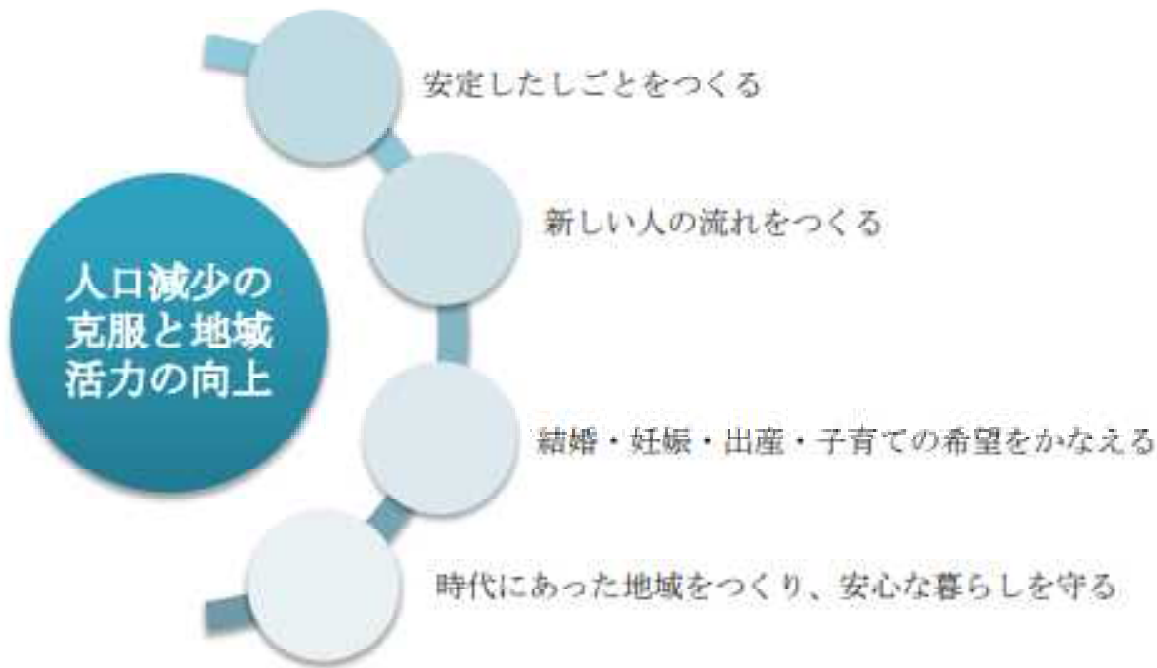 安定したしごとをつくる
新しい人の流れをつくる
人口減少の
克服と地域
活力の向上
結婚・妊娠・出産・子育ての希望をかなえる
時代にあった地域をつくり、安心な暮らしを守る